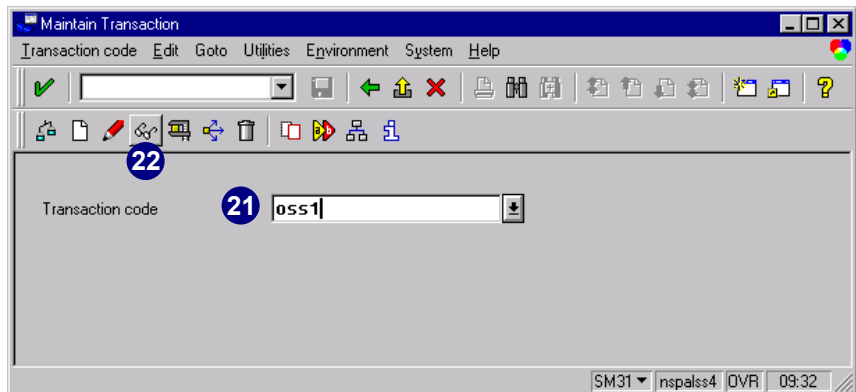 Maintain Transaction
Transaction code Edit Goto Utilities Environment System Help
22
Transaction code 21 oss1
SM31 nspalss4 OVR 09:32